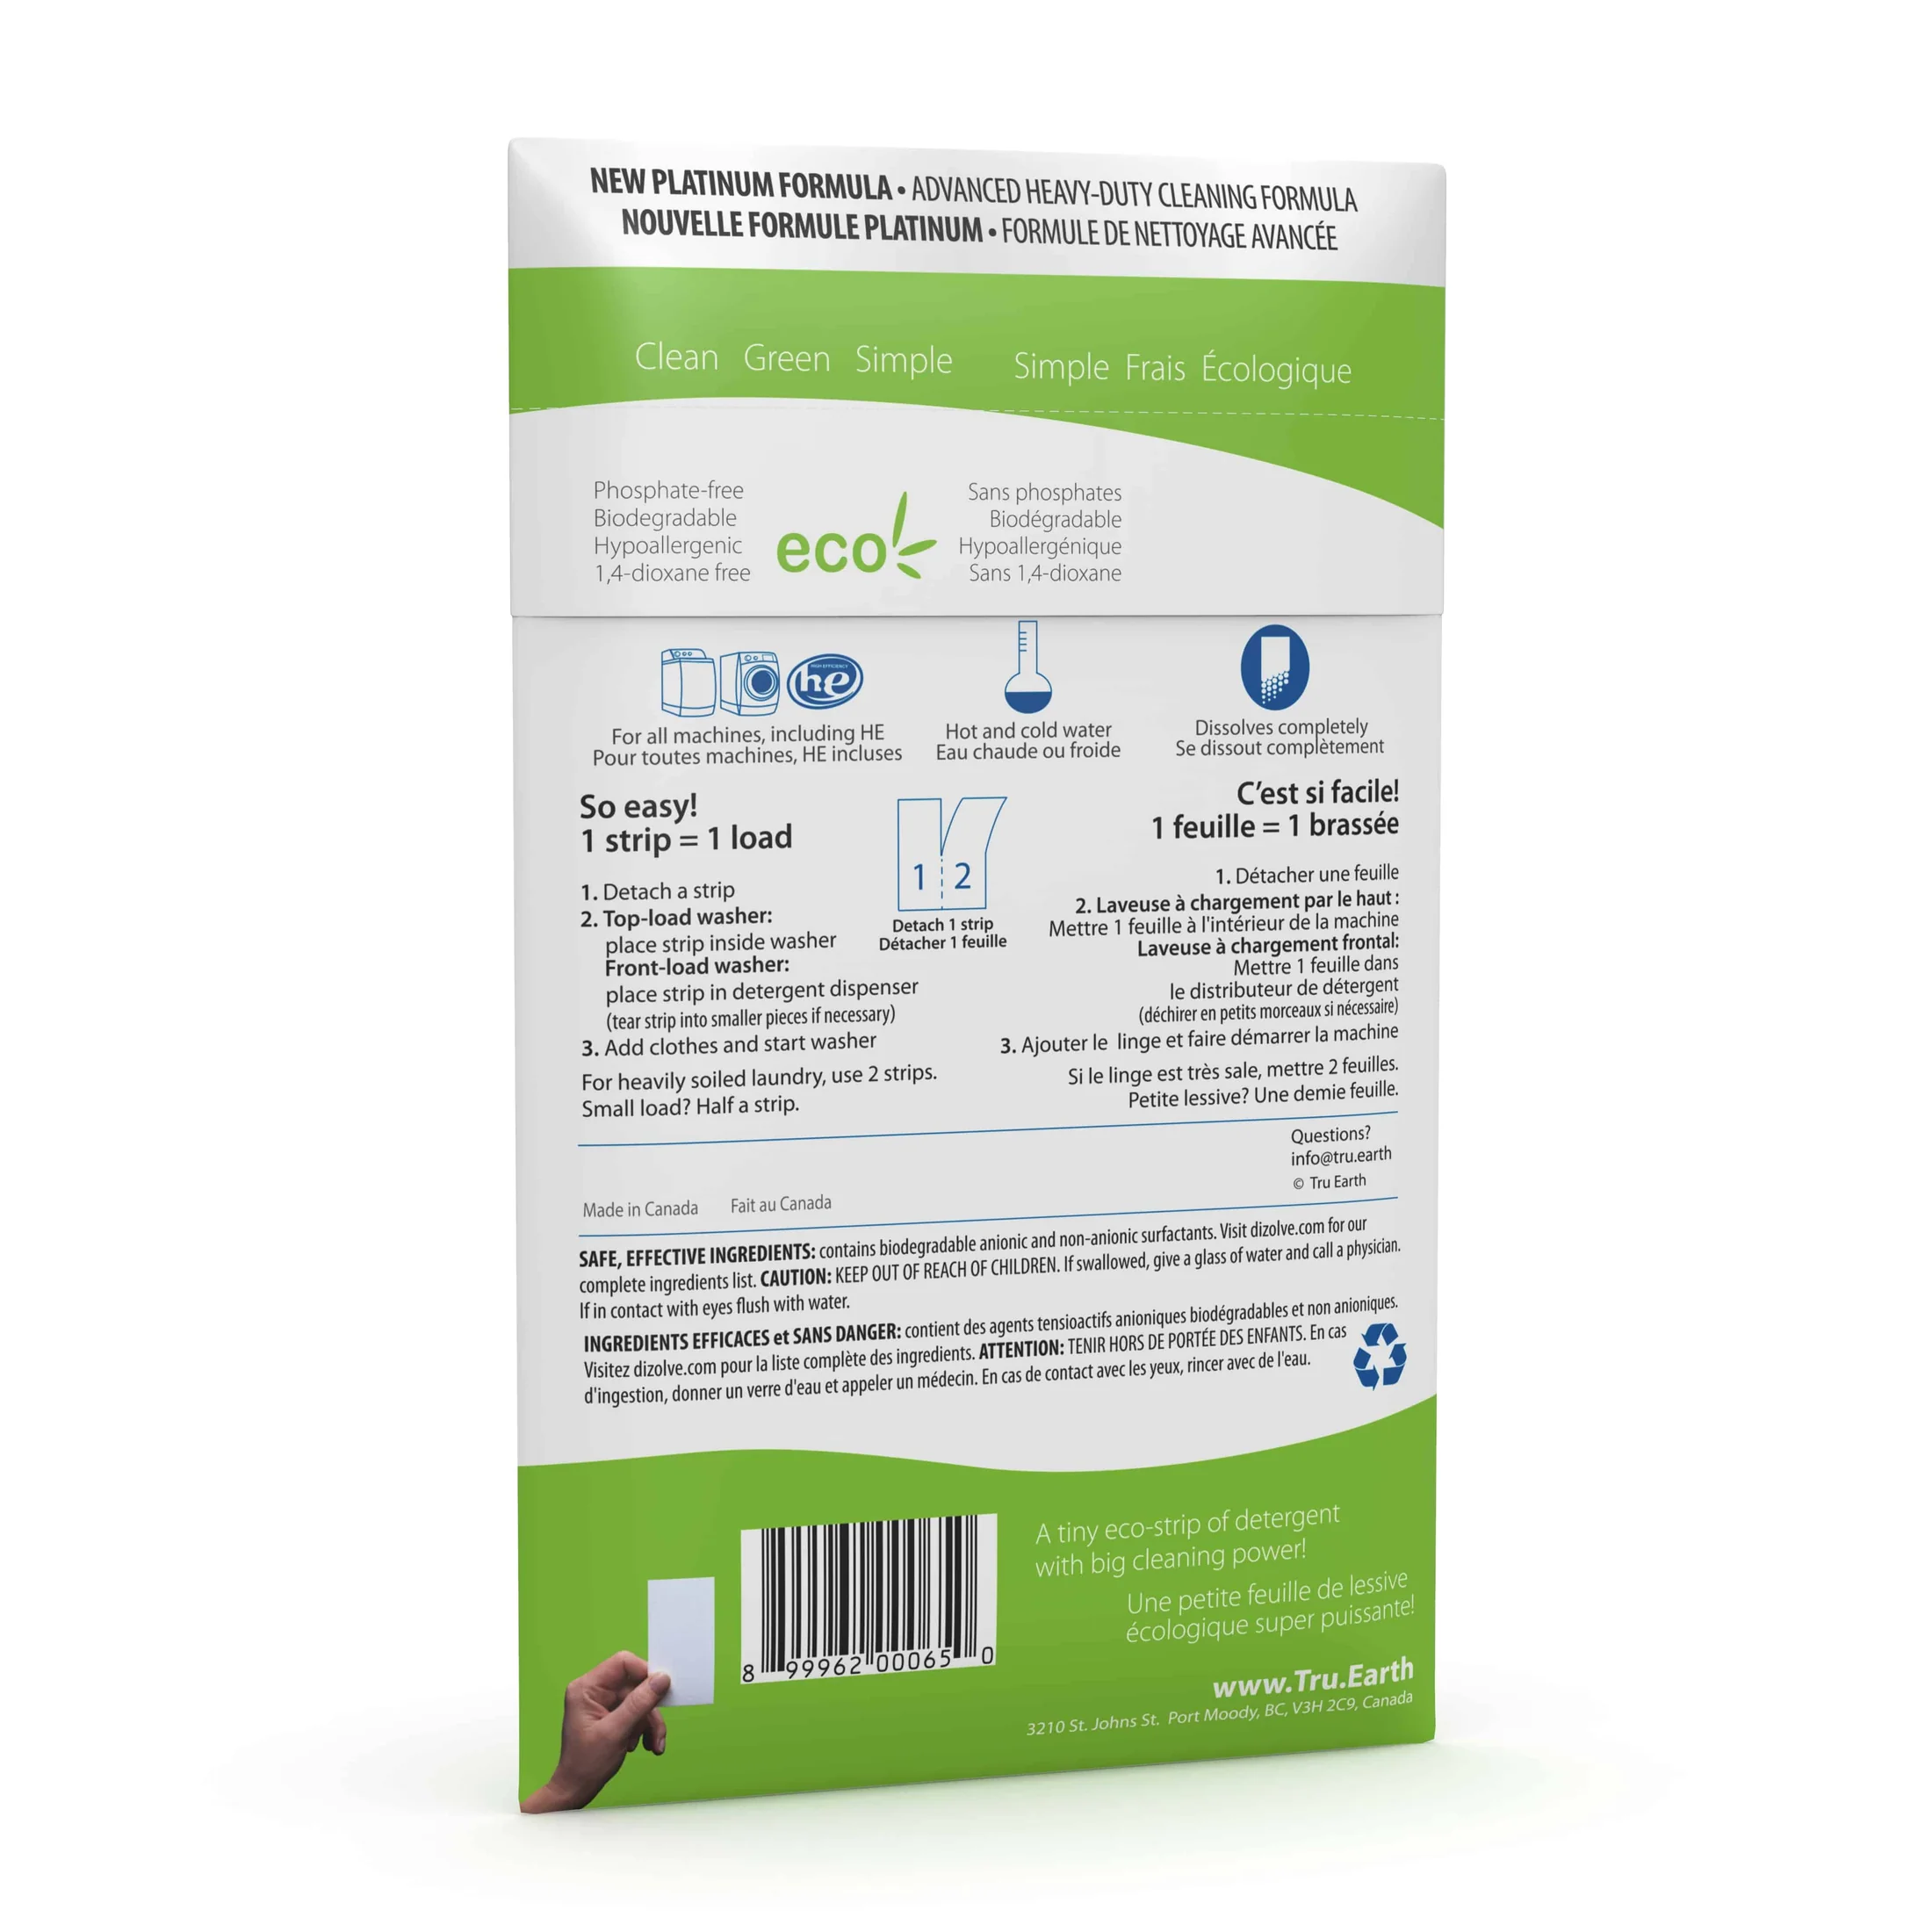 NEW PLATINUM FORMULA • ADVANCED HEAVY-DUTY CLEANING FORMULA
NOUVELLE FORMULE PLATINUM • FORMULE DE NETTOYAGE AVANCÉE
Clean Green Simple
Simple Frais Écologique
Phosphate-free
Biodegradable
Hypoallergenic
1,4-dioxane free
eco
Sans phosphates
Biodégradable
Hypoallergénique
Sans 1,4-dioxane
HIGH EFFICIENCY
he
For all machines, including HE
Pour toutes machines, HE incluses
Hot and cold water
Eau chaude ou froide
Dissolves completely
Se dissout complètement
So easy!
1 strip = 1 load
1. Detach a strip
2. Top-load washer:
place strip inside washer
Front-load washer:
place strip in detergent dispenser
(tear strip into smaller pieces if necessary)
3. Add clothes and start washer
For heavily soiled laundry, use 2 strips.
Small load? Half a strip.
1 2
Detach 1 strip
Détacher 1 feuille
C'est si facile!
1 feuille = 1 brassée
1. Détacher une feuille
2. Laveuse à chargement par le haut :
Mettre 1 feuille à l'intérieur de la machine
Laveuse à chargement frontal:
Mettre 1 feuille dans
le distributeur de détergent
(déchirer en petits morceaux si nécessaire)
3. Ajouter le linge et faire démarrer la machine
Si le linge est très sale, mettre 2 feuilles.
Petite lessive? Une demie feuille.
Questions?
info@tru.earth
© Tru Earth
Made in Canada Fait au Canada
SAFE, EFFECTIVE INGREDIENTS: contains biodegradable anionic and non-anionic surfactants. Visit dizolve.com for our
complete ingredients list. CAUTION: KEEP OUT OF REACH OF CHILDREN. If swallowed, give a glass of water and call a physician.
If in contact with eyes flush with water.
INGREDIENTS EFFICACES et SANS DANGER: contient des agents tensioactifs anioniques biodégradables et non anioniques.
Visitez dizolve.com pour la liste complète des ingredients. ATTENTION: TENIR HORS DE PORTÉE DES ENFANTS. En cas
d'ingestion, donner un verre d'eau et appeler un médecin. En cas de contact avec les yeux, rincer avec de l'eau.
8 99962 00065 0
A tiny eco-strip of detergent
with big cleaning power!
Une petite feuille de lessive
écologique super puissante!
www.Tru.Earth
3210 St. Johns St. Port Moody, BC, V3H 2C9, Canada